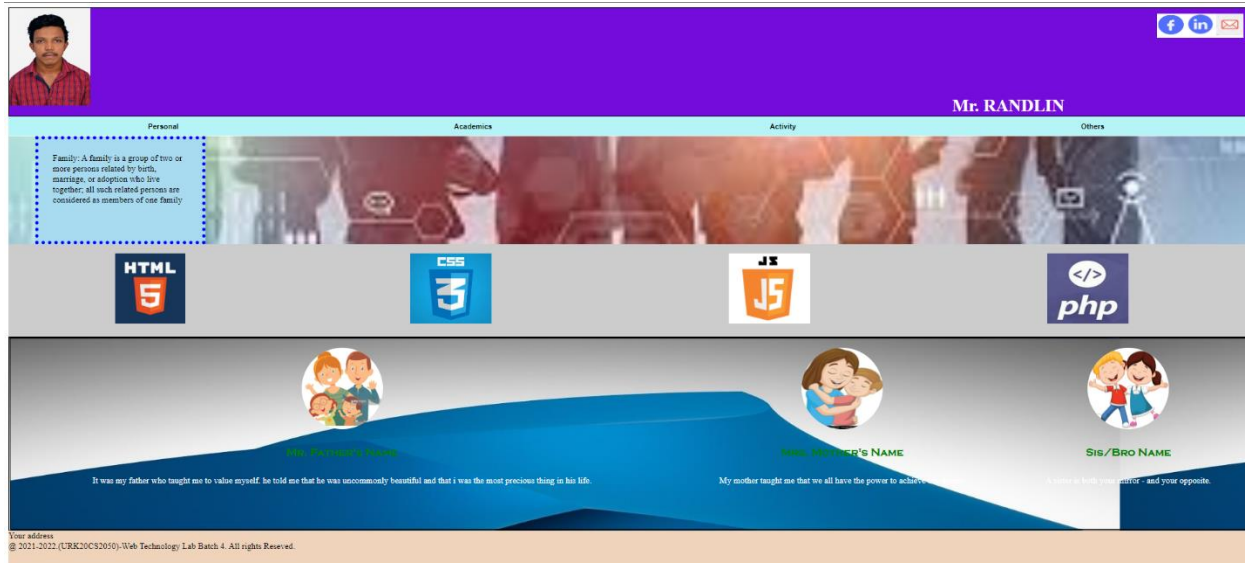 f in
Mr. RANDLIN
Personal Academics Activity Others
Family: A family is a group of two or
more persons related by birth,
marriage, or adoption who live
together; all such related persons are
considered as members of one family
HTML CSS JS
5 3 JS </> php
Mr. Father's Name Mrs. Mother's Name Sis/Bro Name
It was my father who taught me to value myself. he told me that he was uncommonly beautiful and that i was the most precious thing in his life. My mother taught me that we all have the power to achieve mirror - and your opposite.
Your address
@ 2021-2022.(URK20CS2050)-Web Technology Lab Batch 4. All rights Reseved.